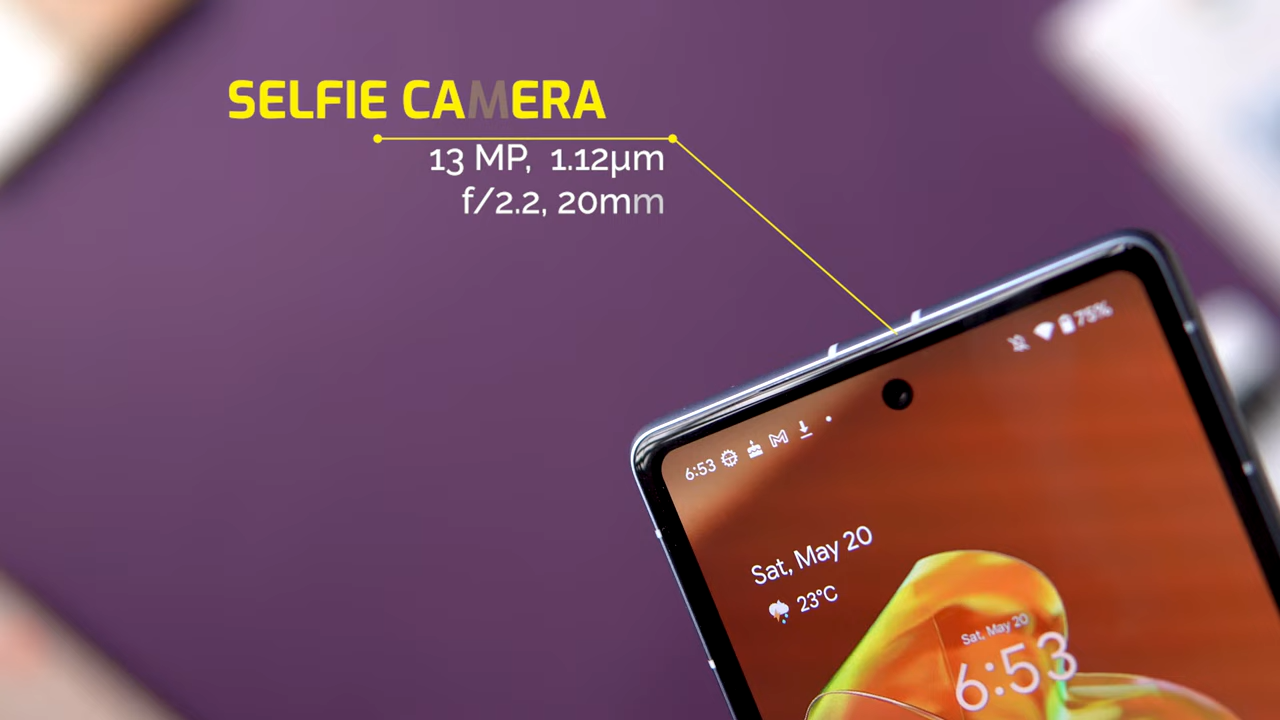 SELFIE CAMERA
13 MP, 1.12µm
f/2.2, 20mm
75%
6:53
Sat, May 20
23°C
Sat, May 20
6:53